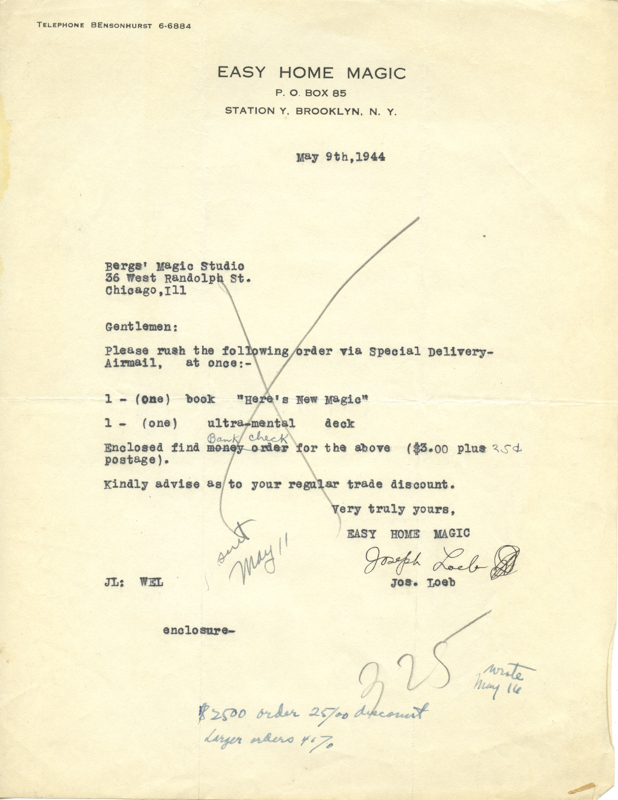 TELEPHONE BENSONHURST 6-6884
EASY HOME MAGIC
P. O. BOX 85
STATION Y, BROOKLYN, N. Y.
May 9th,1944
Bergs' Magic Studio
36 West Randolph St.
Chicago,Ill
Gentlemen:
Please rush the following order via Special Delivery-
Airmail, at once:-
1 - (one) book "Here's New Magic"
1 - (one) ultra-mental deck
Bank check
Enclosed find money order for the above ($3.00 plus 25¢
postage).
Kindly advise as to your regular trade discount.
Very truly yours,
EASY HOME MAGIC
sent
May 11
Joseph Loeb
JL: WEL
Jos. Loeb
enclosure-
3 25
wrote
May 16
$2500 order 25/00 discount
Larger orders 40%